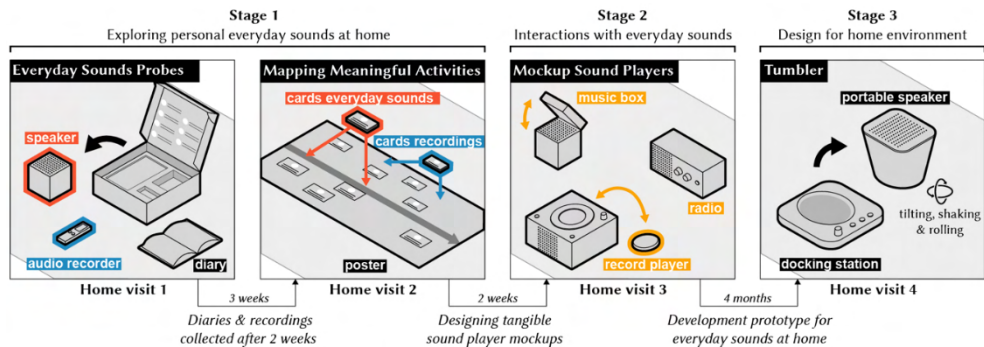 Stage 1
Exploring personal everyday sounds at home
Stage 2
Interactions with everyday sounds
Stage 3
Design for home environment
Everyday Sounds Probes
speaker
audio recorder
diary
Home visit 1
Mapping Meaningful Activities
cards everyday sounds
cards recordings
poster
Home visit 2
Mockup Sound Players
music box
radio
record player
Home visit 3
Tumbler
portable speaker
tilting, shaking
& rolling
docking station
Home visit 4
3 weeks
Diaries & recordings
collected after 2 weeks
2 weeks
Designing tangible
sound player mockups
4 months
Development prototype for
everyday sounds at home